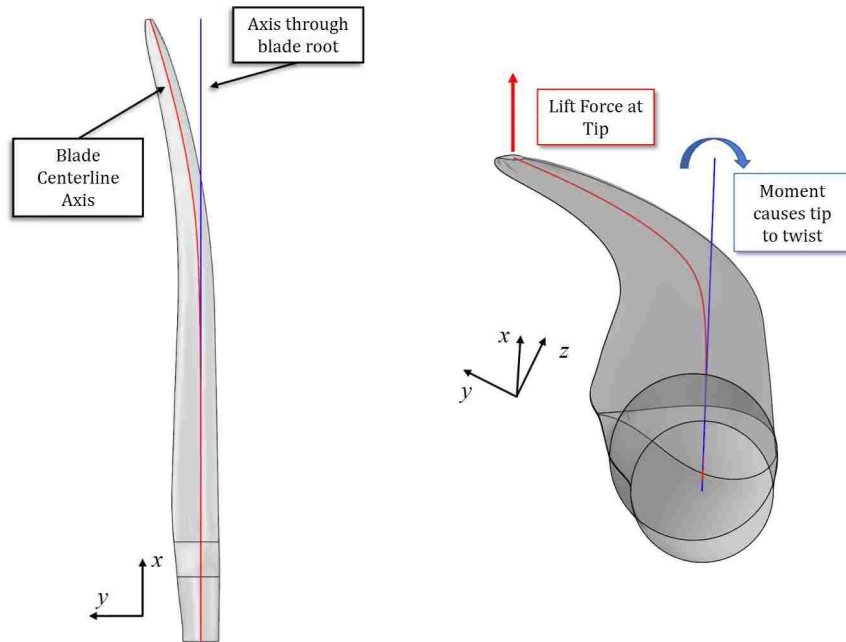 Axis through
blade root
Blade
Centerline
Axis
x
y
Lift Force at
Tip
Moment
causes tip
to twist
x
z
y